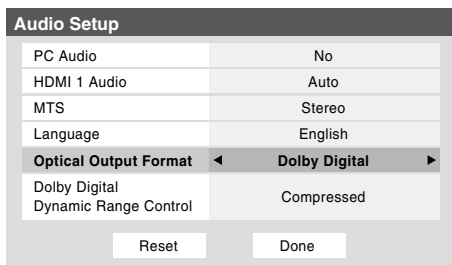 Audio Setup
PC Audio No
HDMI 1 Audio Auto
MTS Stereo
Language English
Optical Output Format ◀ Dolby Digital ▶
Dolby Digital
Dynamic Range Control Compressed
Reset Done